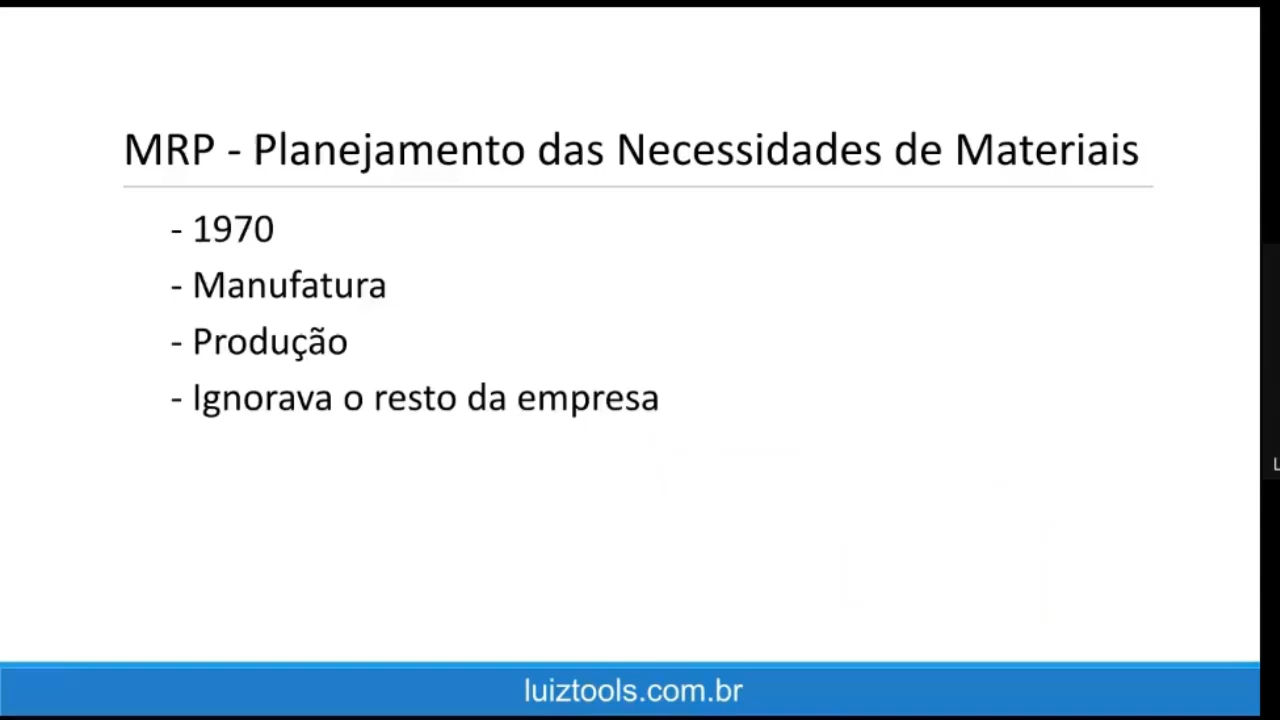 MRP - Planejamento das Necessidades de Materiais
- 1970
- Manufatura
- Produção
- Ignorava o resto da empresa
L
luiztools.com.br